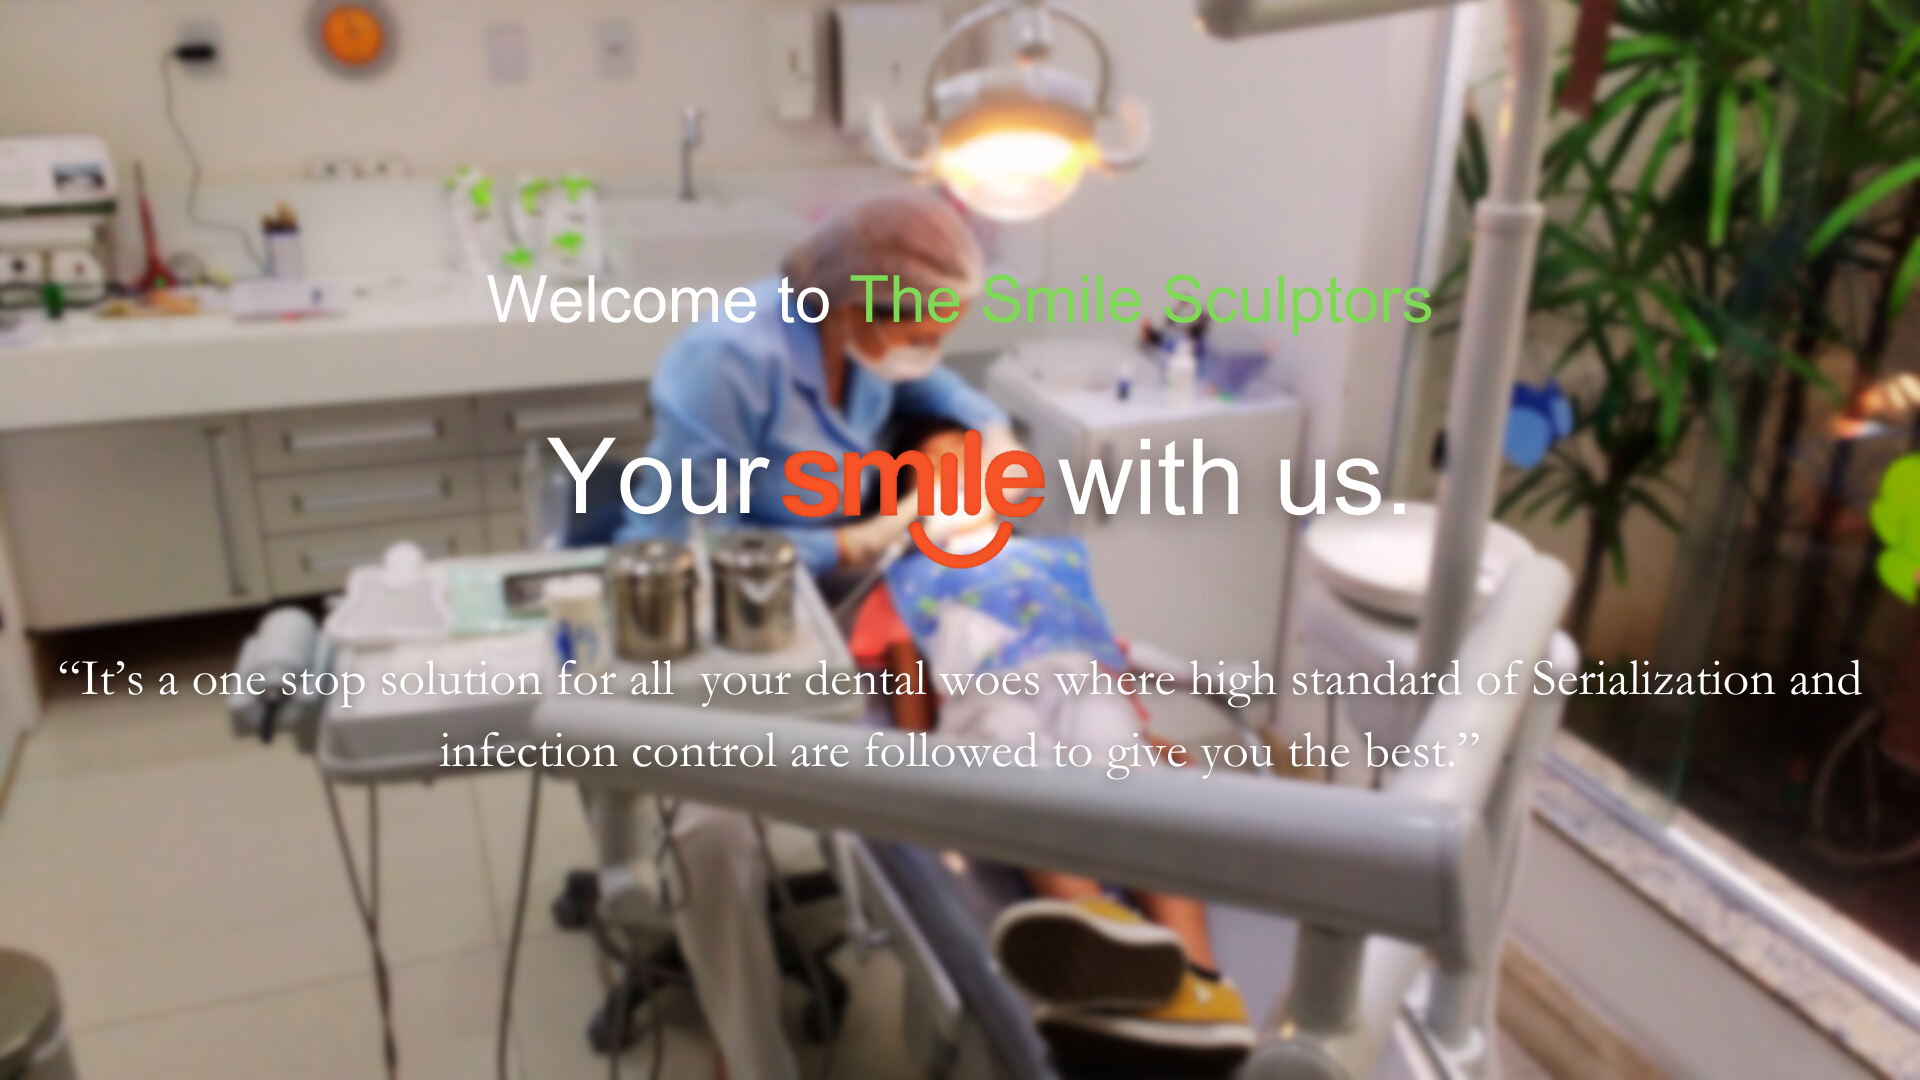 Welcome to The Smile Sculptors
Your smile with us.
“It’s a one stop solution for all  your dental woes where high standard of Serialization and
infection control are followed to give you the best.”